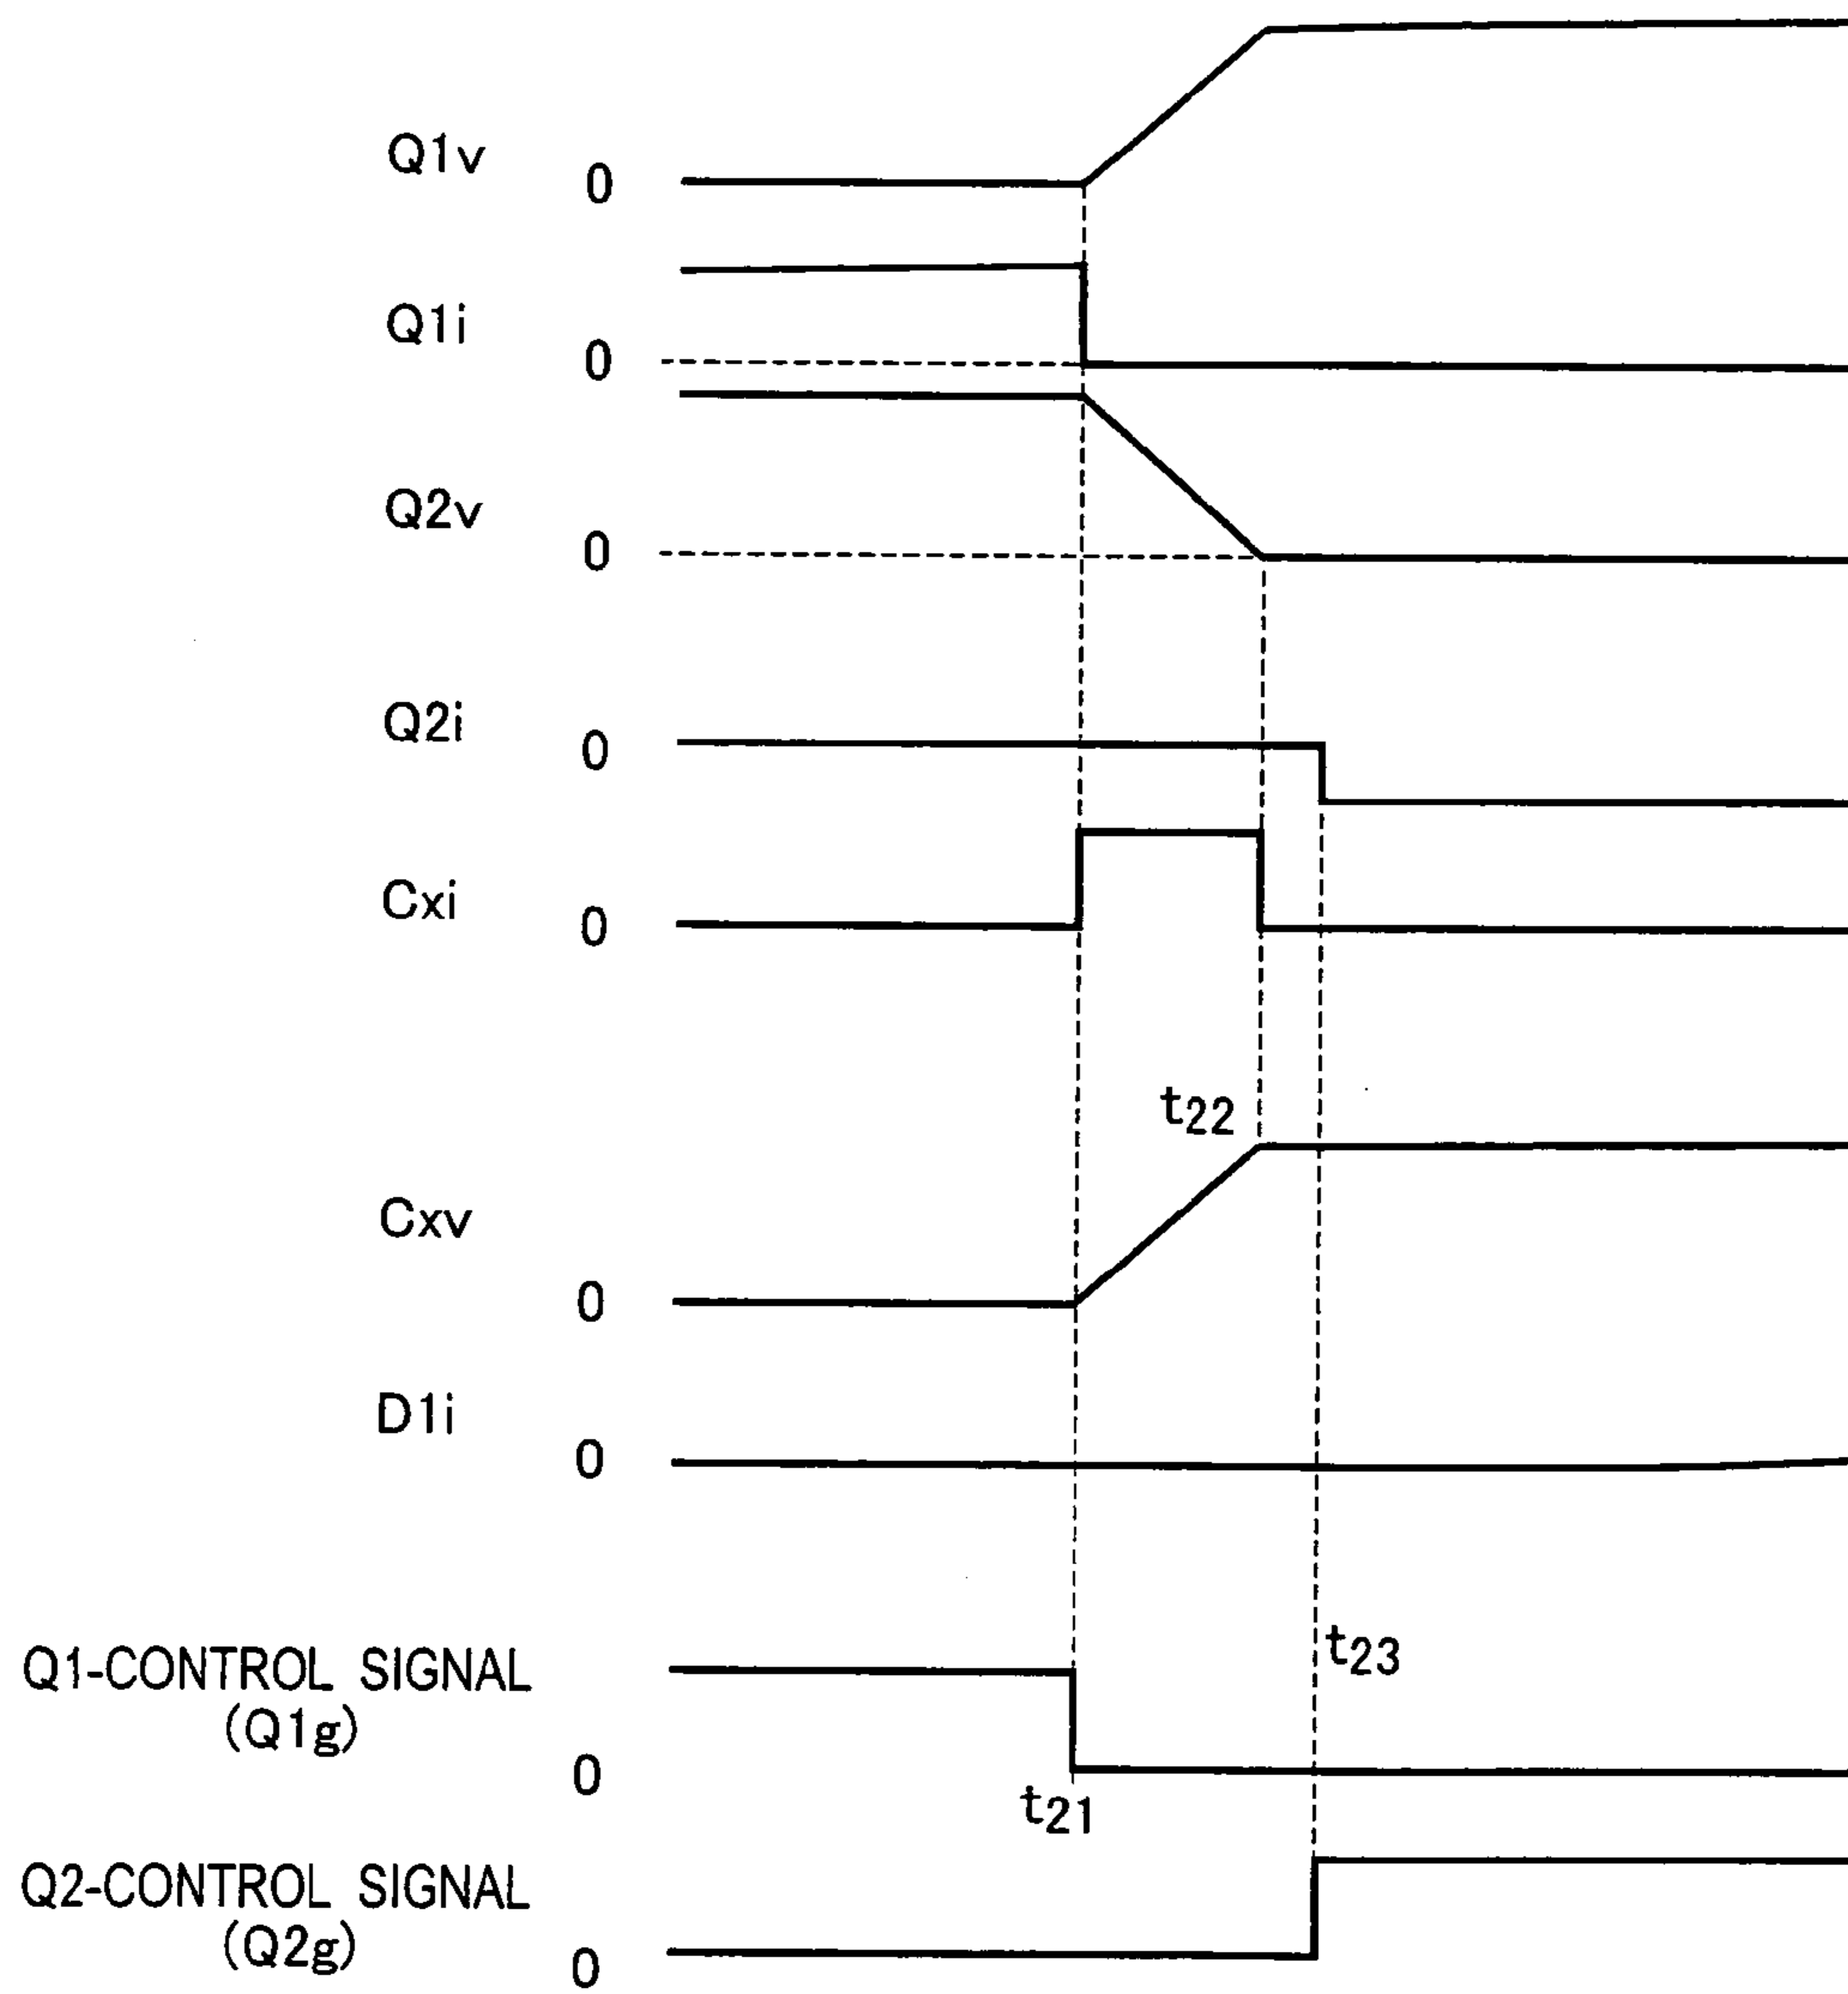 Q1v
0
Q1i
0
Q2v
0
Q2i
0
Cxi
0
t22
Cxv
0
D1i
0
Q1-CONTROL SIGNAL
(Q1g)
0
t23
t21
Q2-CONTROL SIGNAL
(Q2g)
0